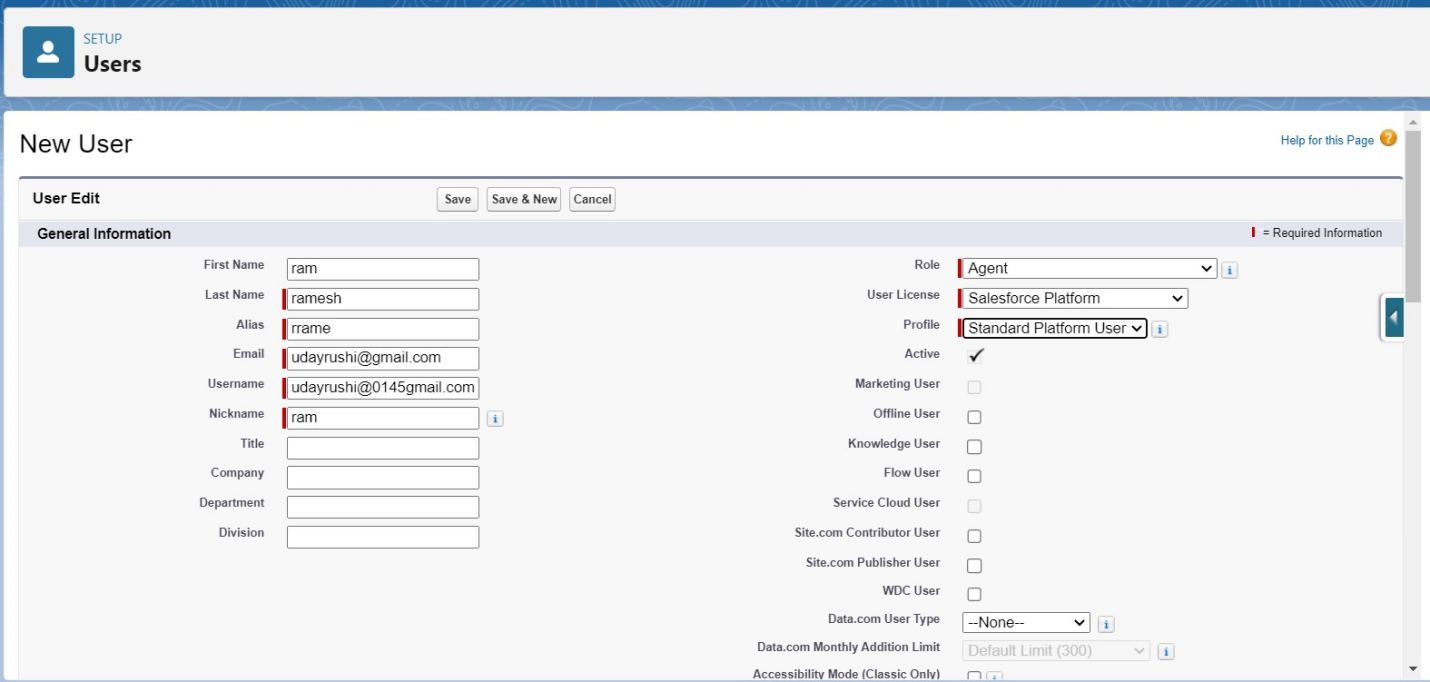 SETUP
Users
New User
Help for this Page ?
User Edit Save Save & New Cancel
General Information = Required Information
First Name ram Role Agent i
Last Name ramesh User License Salesforce Platform
Alias rrame Profile Standard Platform User i
Email udayrushi@gmail.com Active
Username udayrushi@0145gmail.com Marketing User
Nickname ram i Offline User
Title Knowledge User
Company Flow User
Department Service Cloud User
Division Site.com Contributor User
Site.com Publisher User
WDC User
Data.com User Type --None-- i
Data.com Monthly Addition Limit Default Limit (300) i
Accessibility Mode (Classic Only) i